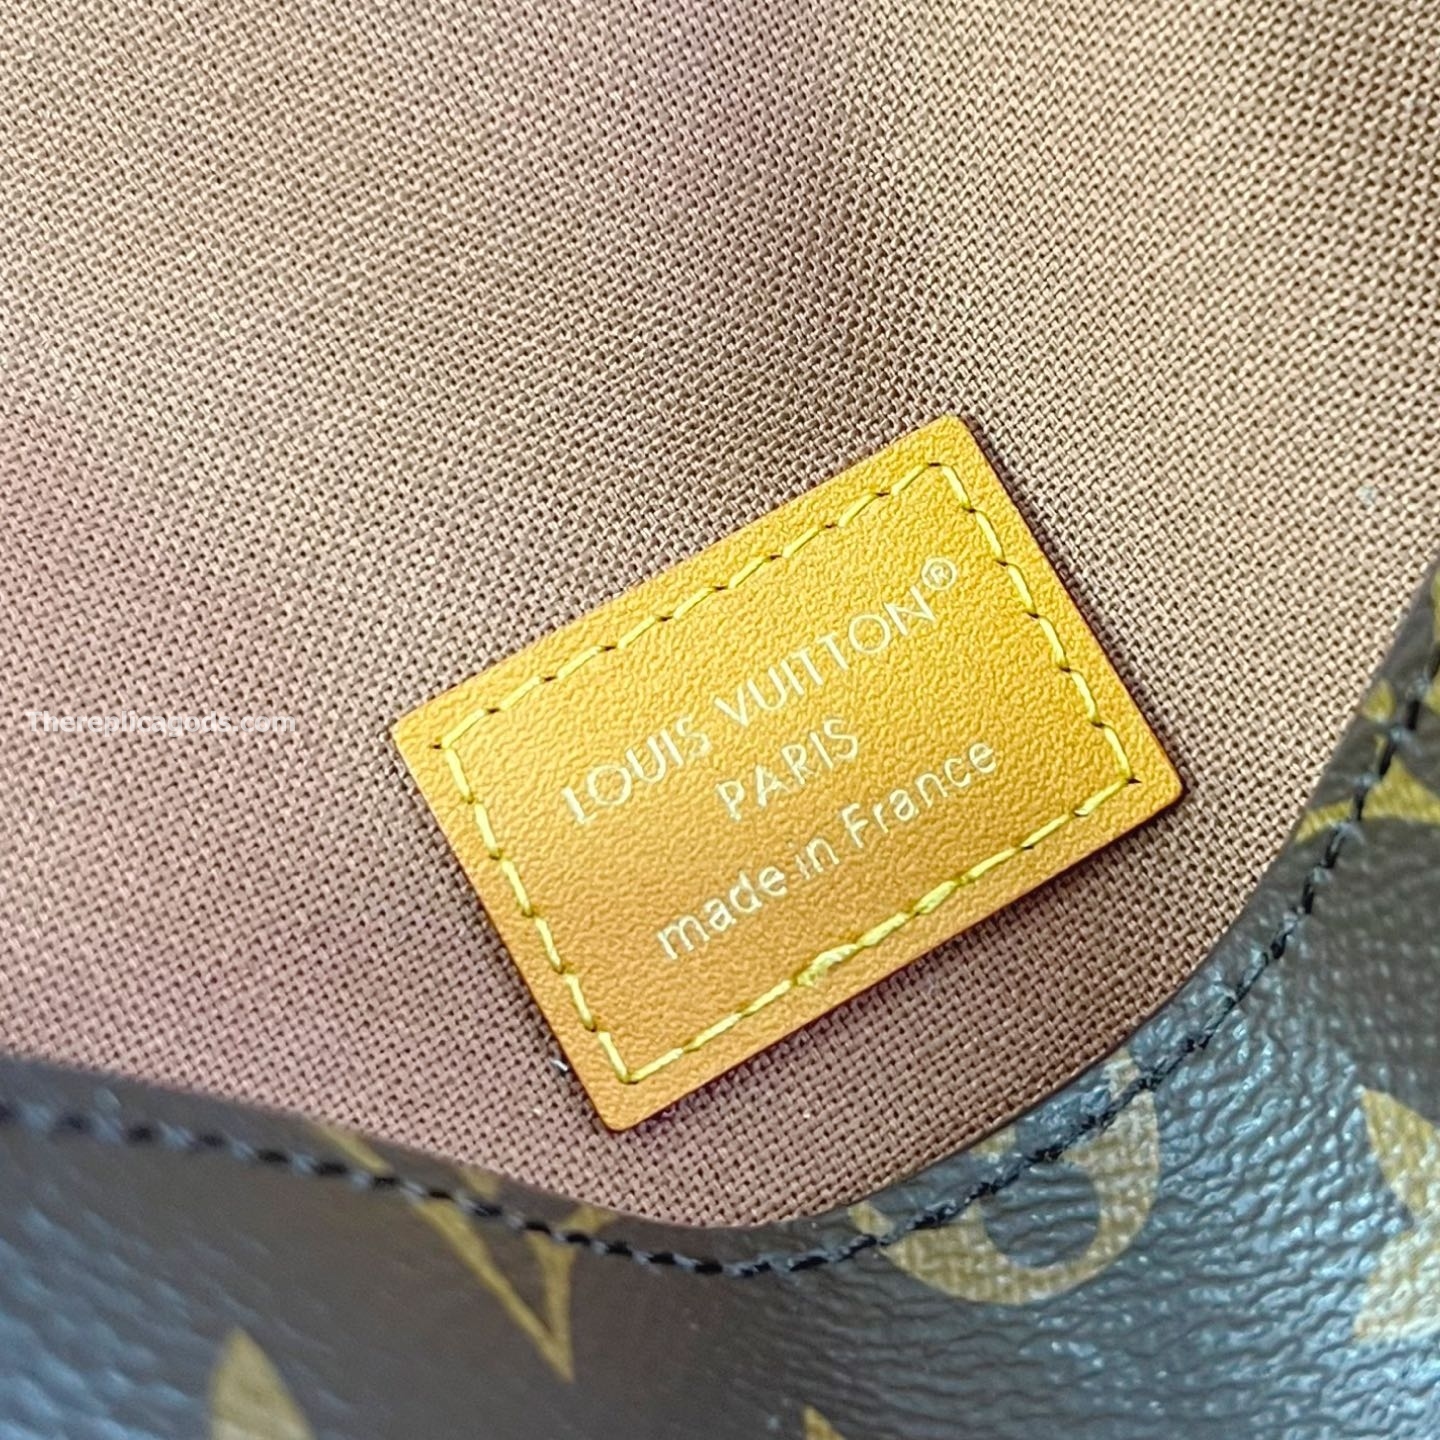 LOUIS VUITTON®
PARIS
made in France
Thereplicagods.com